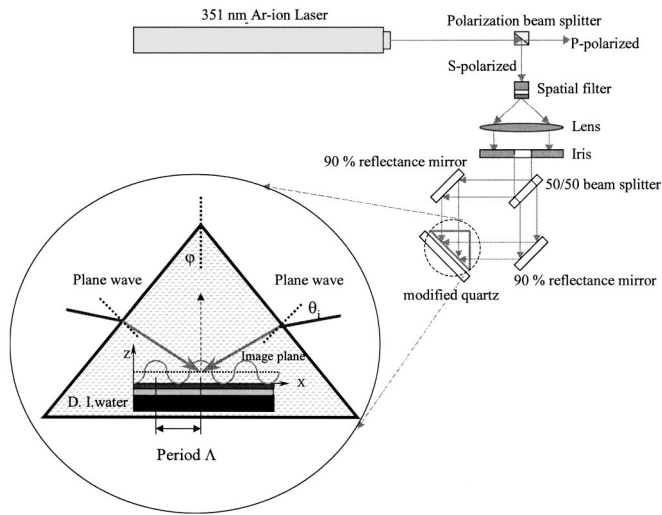 351 nm Ar-ion Laser
Polarization beam splitter
P-polarized
S-polarized
Spatial filter
Lens
Iris
90 % reflectance mirror
50/50 beam splitter
modified quartz
90 % reflectance mirror
φ
Plane wave
Plane wave
θi
Z
Image plane
X
D. I.water
Period Λ